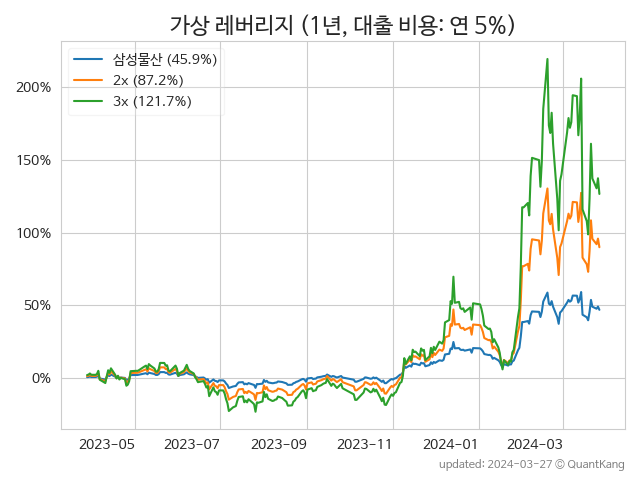 가상 레버리지 (1년, 대출 비용: 연 5%)
삼성물산 (45.9%)
2x (87.2%)
3x (121.7%)
200%
150%
100%
50%
0%
2023-05 2023-07 2023-09 2023-11 2024-01 2024-03
updated: 2024-03-27 © QuantKang